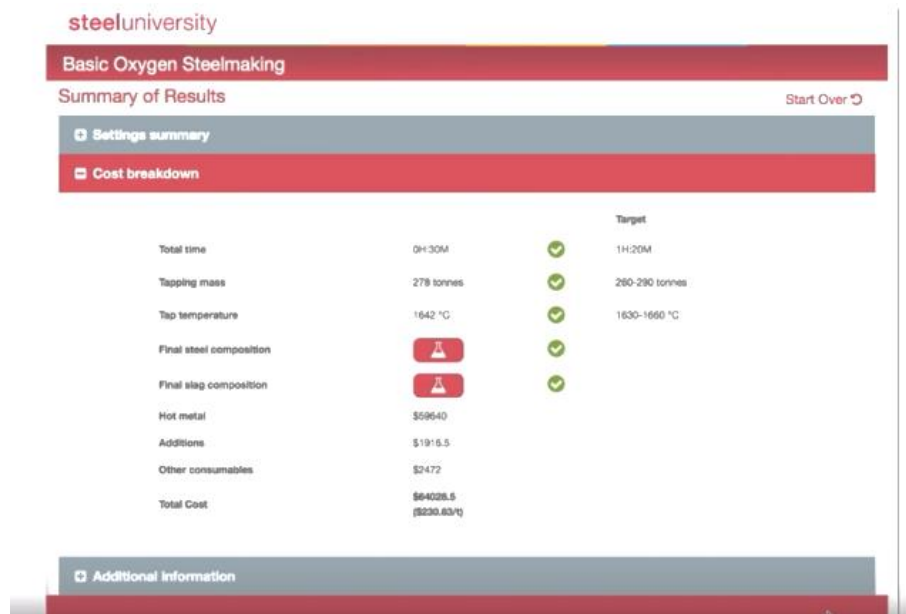 steeluniversity
Basic Oxygen Steelmaking
Summary of Results
Start Over
Settings summary
Cost breakdown
Target
Total time 0H:30M 1H:20M
Tapping mass 278 tonnes 260-290 tonnes
Tap temperature 1642 °C 1630-1660 °C
Final steel composition
Final slag composition
Hot metal $59640
Additions $1916.5
Other consumables $2472
Total Cost $64028.5
($230.63/t)
Additional Information